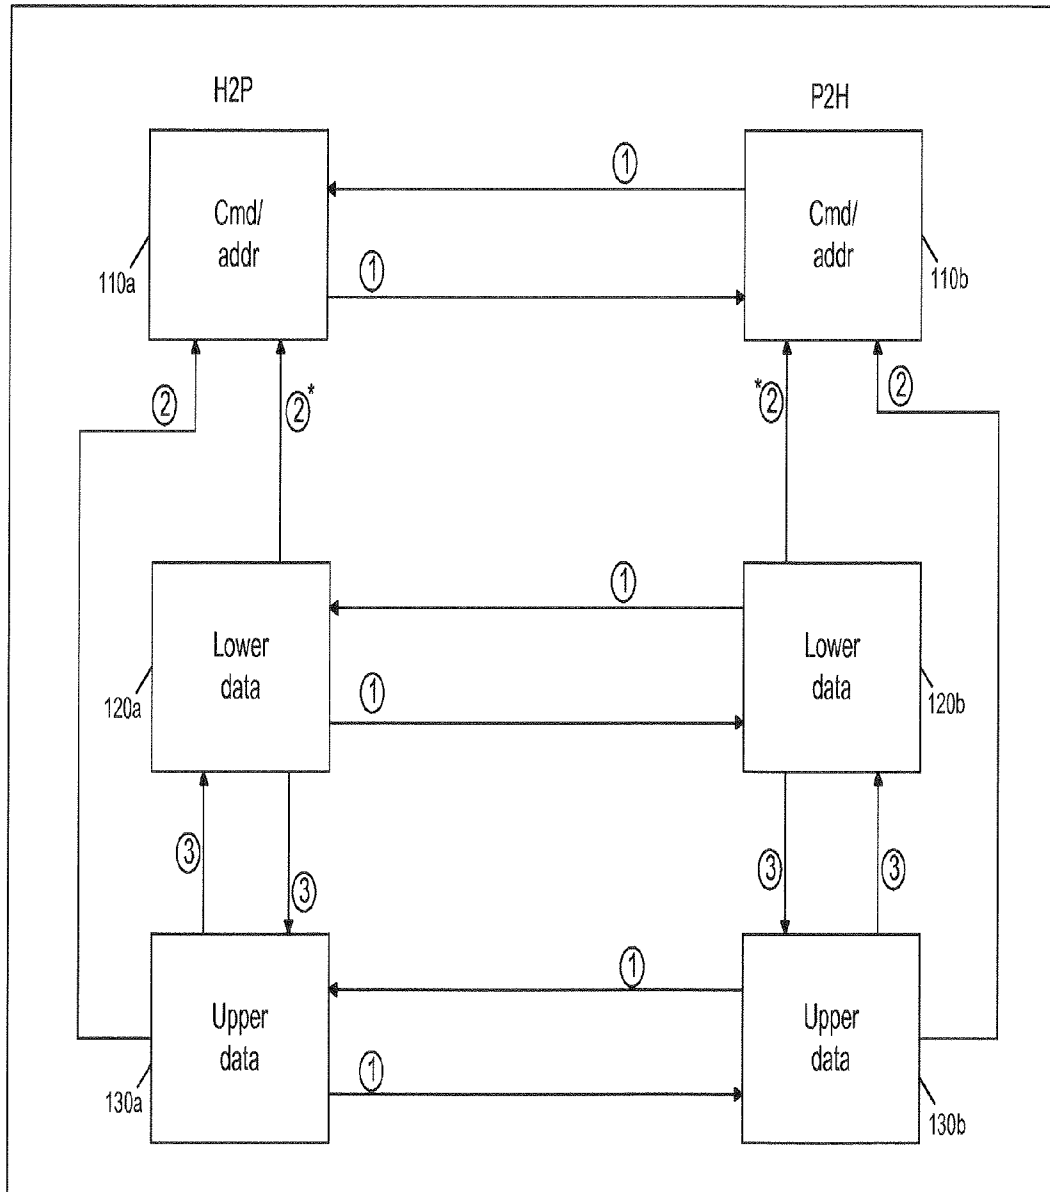 H2P
P2H
①
Cmd/
addr
Cmd/
addr
110a
①
110b
②
②*
*②
②
①
Lower
data
Lower
data
120a
①
120b
③
③
③
③
①
Upper
data
Upper
data
130a
①
130b